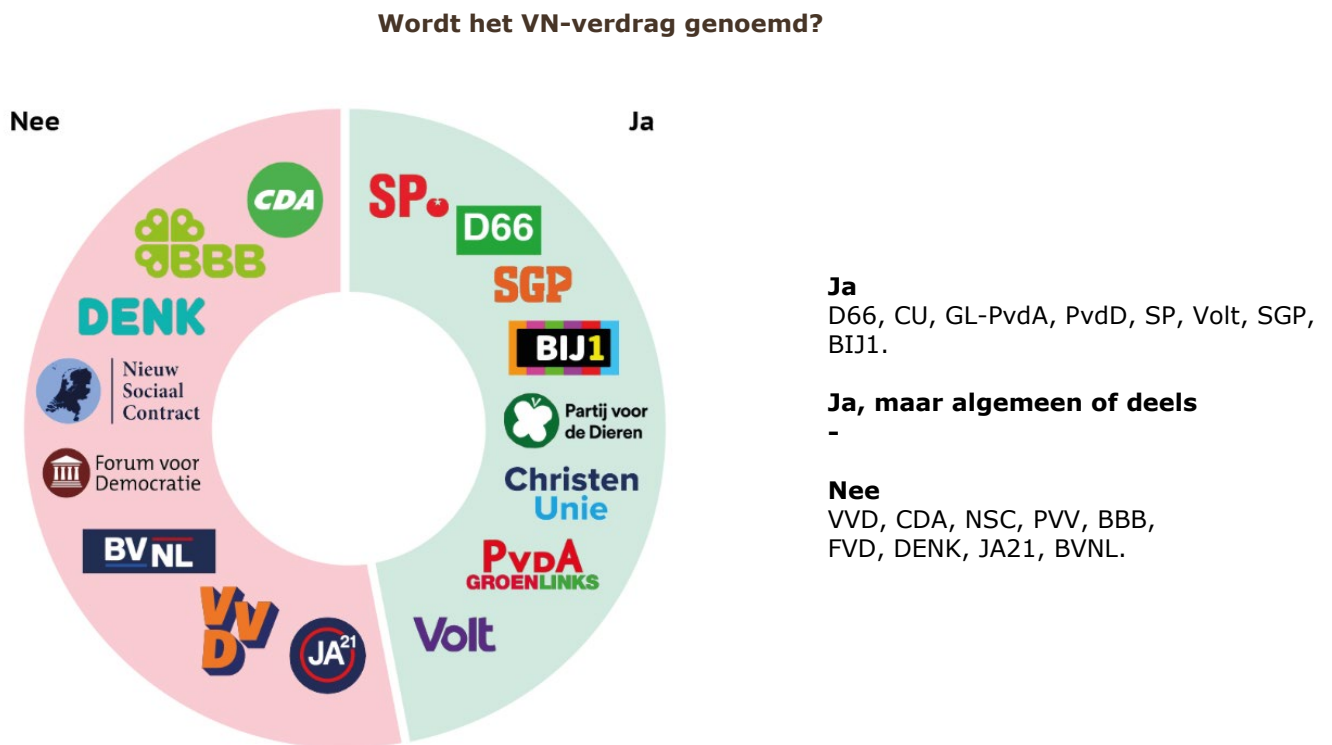 Wordt het VN-verdrag genoemd?
Nee
Ja
CDA
BBB
DENK
Nieuw
Sociaal
Contract
Forum voor
Democratie
BVNL
VVD
JA21
SP
D66
SGP
BIJ1
Partij voor
de Dieren
Christen
Unie
PvdA
GROENLINKS
Volt
Ja
D66, CU, GL-PvdA, PvdD, SP, Volt, SGP,
BIJ1.
Ja, maar algemeen of deels
-
Nee
VVD, CDA, NSC, PVV, BBB,
FVD, DENK, JA21, BVNL.